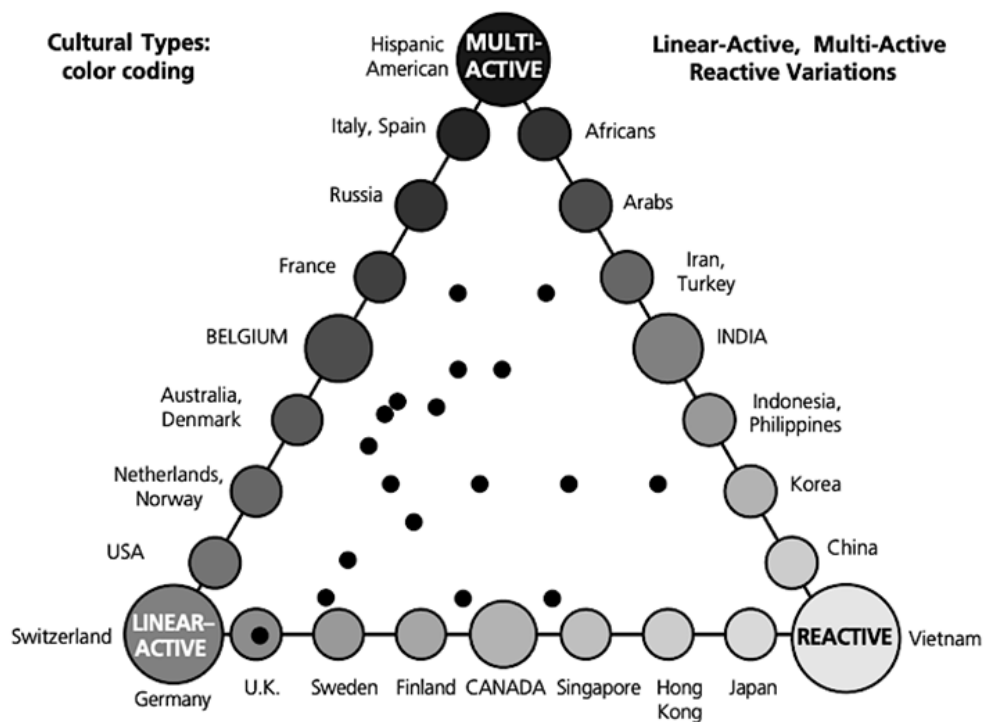 Cultural Types:
color coding
Linear-Active, Multi-Active
Reactive Variations
Hispanic
American
MULTI-
ACTIVE
Italy, Spain
Africans
Russia
Arabs
France
Iran,
Turkey
BELGIUM
INDIA
Australia,
Denmark
Indonesia,
Philippines
Netherlands,
Norway
Korea
USA
China
Switzerland
LINEAR–
ACTIVE
REACTIVE
Vietnam
Germany
U.K.
Sweden
Finland
CANADA
Singapore
Hong
Kong
Japan